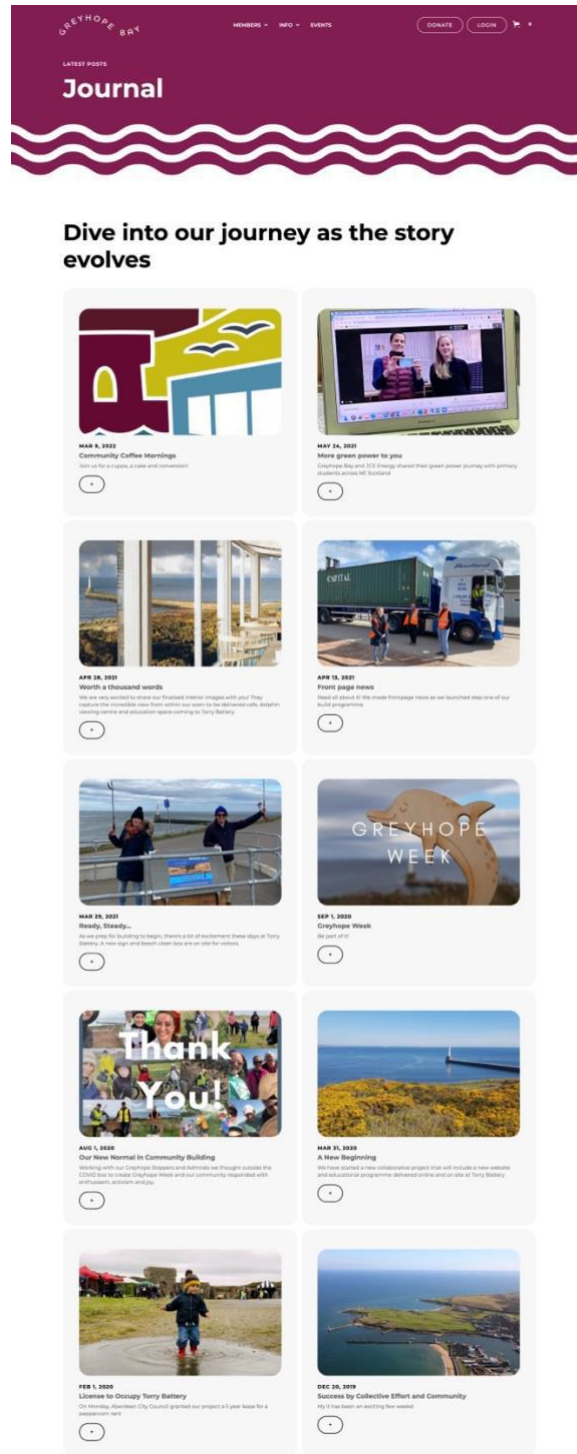 GREYHOPE BAY
MEMBERS INFO EVENTS
DONATE LOGIN 0
LATEST POSTS
Journal
Dive into our journey as the story
evolves
MAR 9, 2022
Community Coffee Mornings
Join us for a cuppa, a cake and conversion!
+
MAY 24, 2021
More green power to you
Greyhope Bay and JCE Energy shared their green power journey with primary
students across NE Scotland
+
APR 28, 2021
Worth a thousand words
We are very excited to share our finalised interior images with you! They
capture the incredible view from within our soon to be delivered cafe, dolphin
viewing centre and education space coming to Torry Battery.
+
CAPITAL
APR 13, 2021
Front page news
Read all about it! We made frontpage news as we launched step one of our
build programme.
+
MAR 29, 2021
Ready, Steady...
As we prep for building to begin, there's a lot of excitement these days at Torry
Battery. A new sign and beach clean box are on site for visitors.
+
GREYHOPE
WEEK
SEP 1, 2020
Greyhope Week
Be part of it!
+
Thank
You!
AUG 1, 2020
Our New Normal in Community Building
Working with our Greyhope Skippers and Admirals we thought outside the
COVID box to create Greyhope Week and our community responded with
enthusiasm, activism and joy.
+
MAR 31, 2020
A New Beginning
We have started a new collaborative project that will include a new website
and educational programme delivered online and on site at Torry Battery.
+
FEB 1, 2020
License to Occupy Torry Battery
On Monday, Aberdeen City Council granted our project a 5 year lease for a
peppercorn rent
+
DEC 20, 2019
Success by Collective Effort and Community
My it has been an exciting few weeks!
+